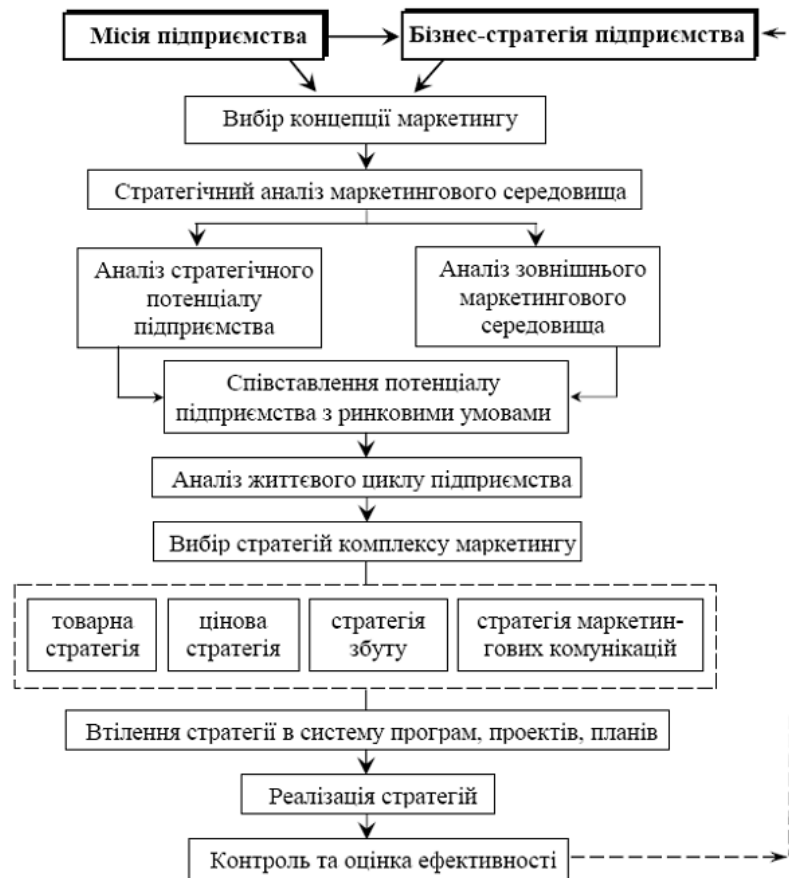 Місія підприємства
Бізнес-стратегія підприємства
Вибір концепції маркетингу
Стратегічний аналіз маркетингового середовища
Аналіз стратегічного
потенціалу
підприємства
Аналіз зовнішнього
маркетингового
середовища
Співставлення потенціалу
підприємства з ринковими умовами
Аналіз життєвого циклу підприємства
Вибір стратегій комплексу маркетингу
товарна
стратегія
цінова
стратегія
стратегія
збуту
стратегія маркетин-
гових комунікацій
Втілення стратегії в систему програм, проектів, планів
Реалізація стратегій
Контроль та оцінка ефективності